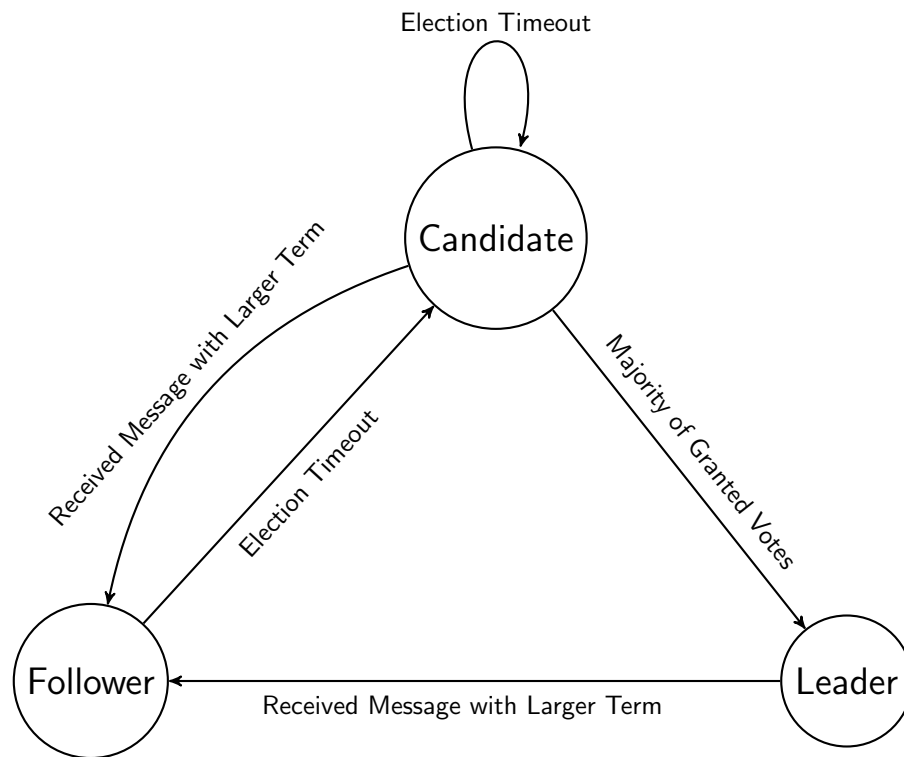 Election Timeout
Candidate
Received Message with Larger Term
Election Timeout
Majority of Granted Votes
Follower
Leader
Received Message with Larger Term